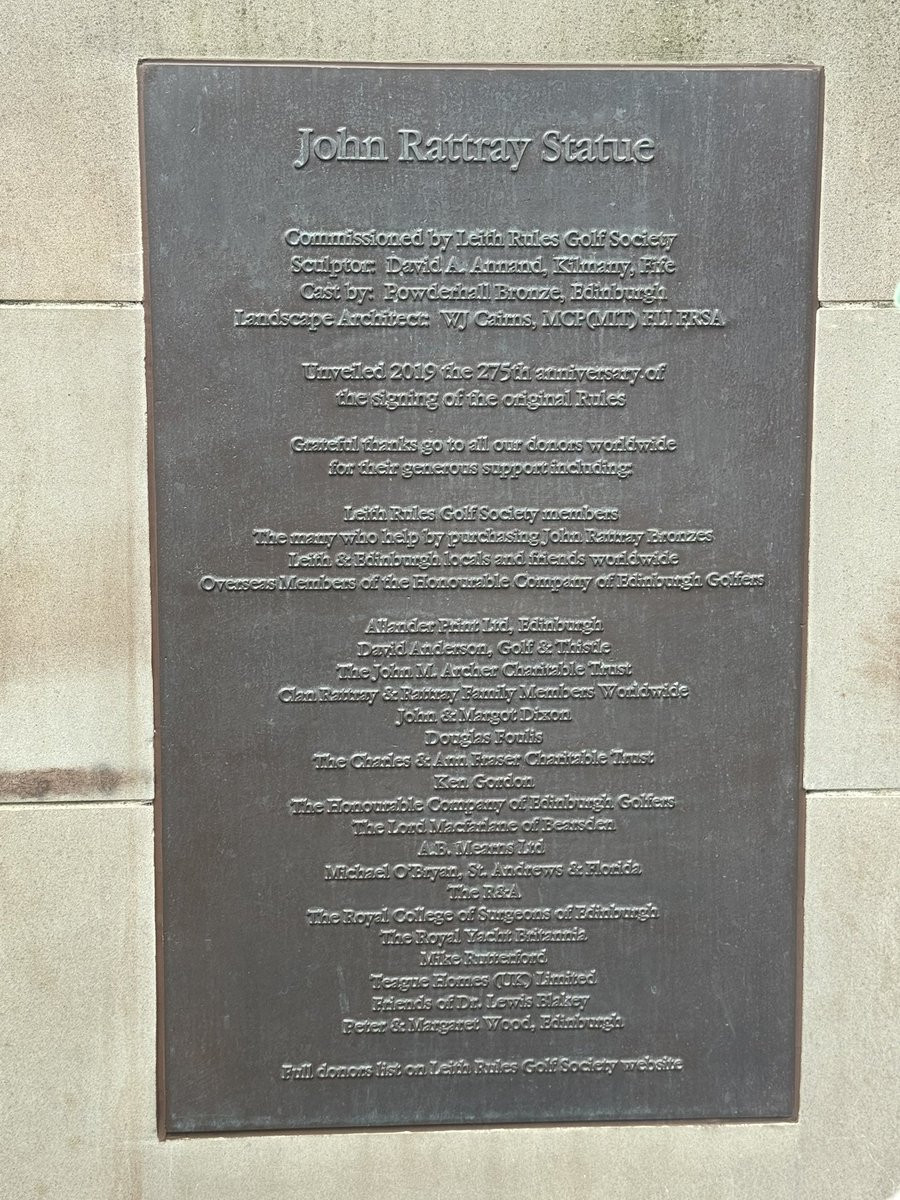 John Rattray Statue
Commissioned by Leith Rules Golf Society
Sculptor: David A. Annand, Kilmany, Fife
Cast by: Powderhall Bronze, Edinburgh
Landscape Architect: WJ Cairns, MCP(MIT) FLI FRSA
Unveiled 2019 the 275th anniversary of
the signing of the original Rules
Grateful thanks go to all our donors worldwide
for their generous support including:
Leith Rules Golf Society members
The many who help by purchasing John Rattray Bronzes
Leith & Edinburgh locals and friends worldwide
Overseas Members of the Honourable Company of Edinburgh Golfers
Allander Print Ltd, Edinburgh
David Anderson, Golf & Thistle
The John M. Archer Charitable Trust
Clan Rattray & Rattray Family Members Worldwide
John & Margot Dixon
Douglas Foulis
The Charles & Ann Fraser Charitable Trust
Ken Gordon
The Honourable Company of Edinburgh Golfers
The Lord Macfarlane of Bearsden
A.B. Mearns Ltd
Michael O'Bryan, St. Andrews & Florida
The R&A
The Royal College of Surgeons of Edinburgh
The Royal Yacht Britannia
Mike Rutterford
Teague Homes (UK) Limited
Friends of Dr. Lewis Blakey
Peter & Margaret Wood, Edinburgh
Full donors list on Leith Rules Golf Society website